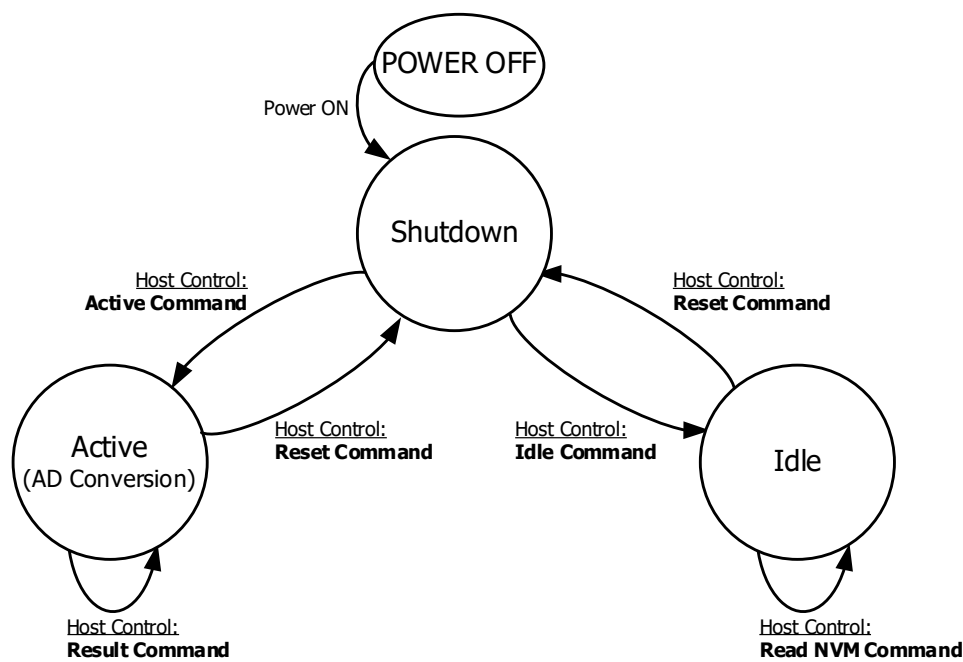 POWER OFF
Power ON
Shutdown
Host Control:
Active Command
Host Control:
Reset Command
Host Control:
Reset Command
Host Control:
Idle Command
Active
(AD Conversion)
Idle
Host Control:
Result Command
Host Control:
Read NVM Command